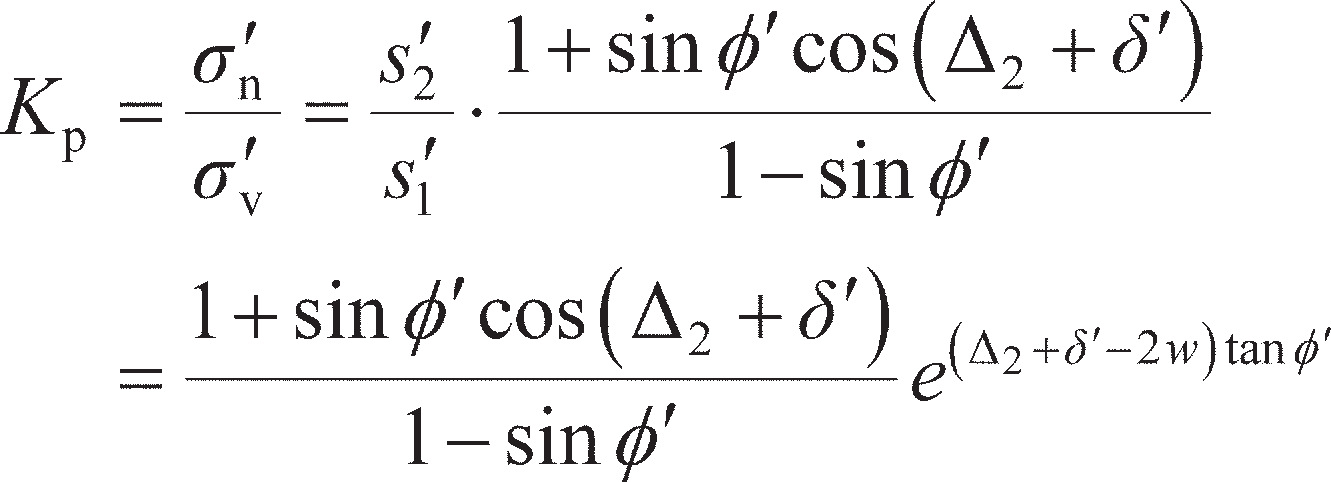 K_p = σ′_n / σ′_v = s′_2 / s′_1 · (1 + sin ϕ′ cos(Δ_2 + δ′)) / (1 − sin ϕ′)
= (1 + sin ϕ′ cos(Δ_2 + δ′)) / (1 − sin ϕ′) e^((Δ_2 + δ′ − 2w) tan ϕ′)